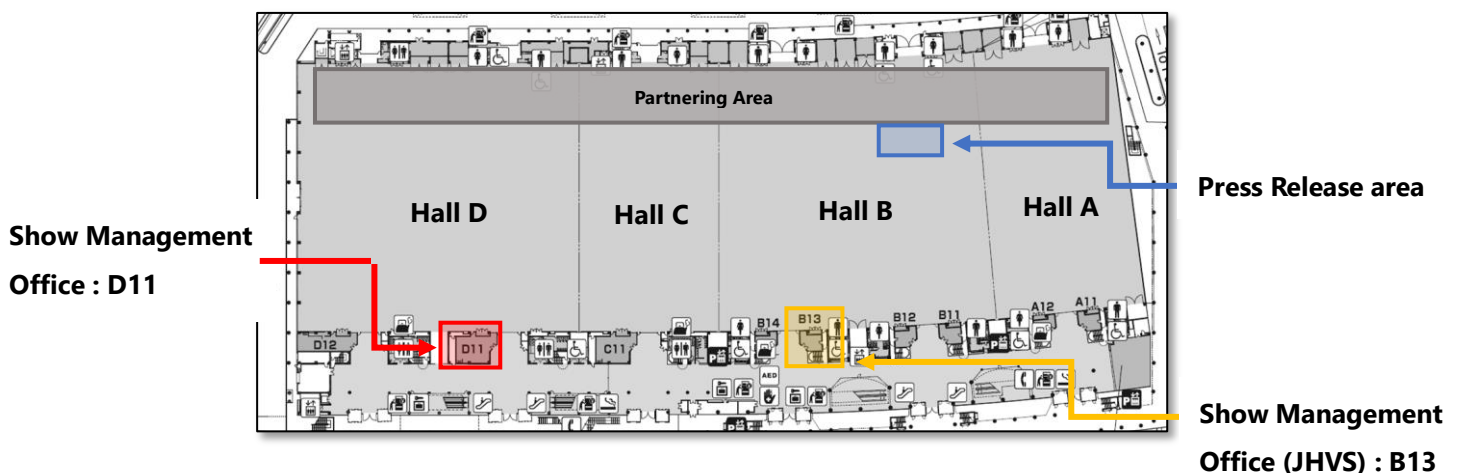 Partnering Area
Press Release area
Hall D
Hall C
Hall B
Hall A
Show Management
Office : D11
D12
D11
C11
B14
B13
B12
B11
A12
A11
AED
Show Management
Office (JHVS) : B13